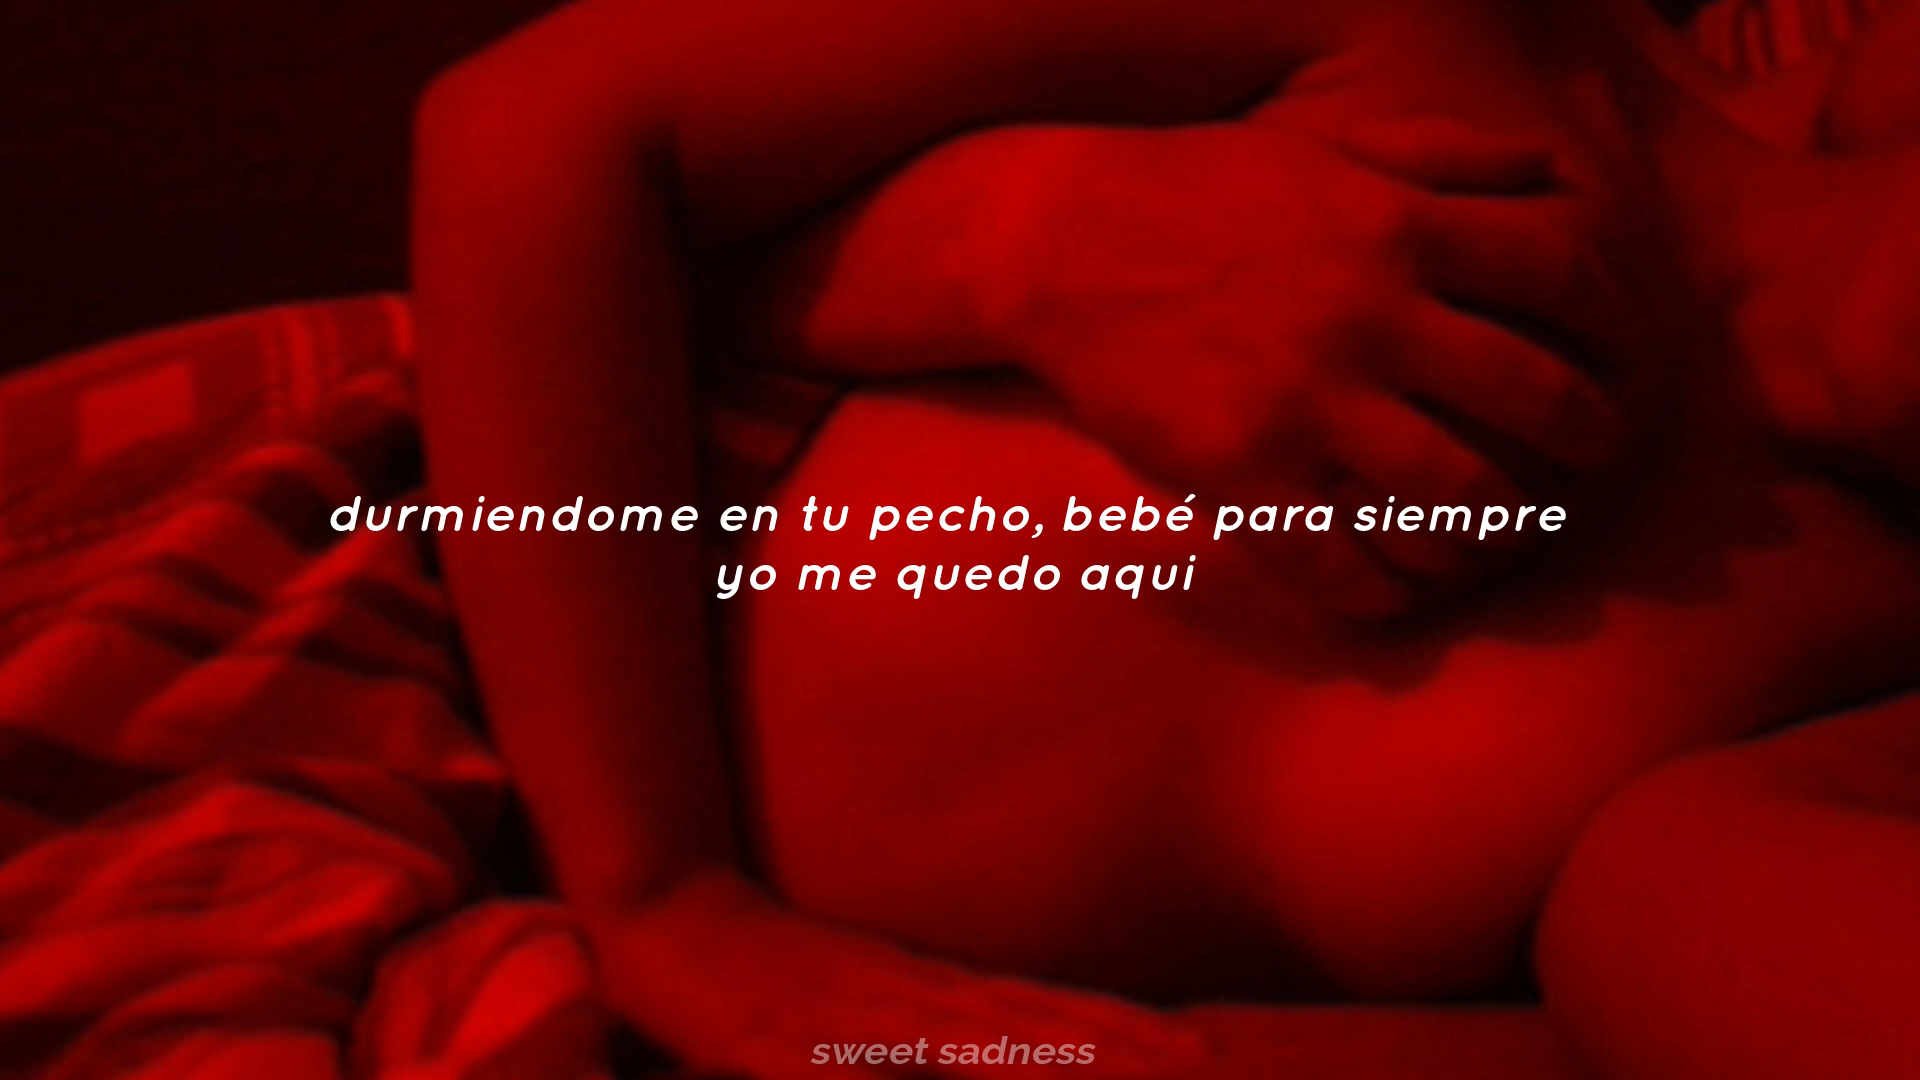 durmiendome en tu pecho, bebé para siempre
yo me quedo aqui
sweet sadness